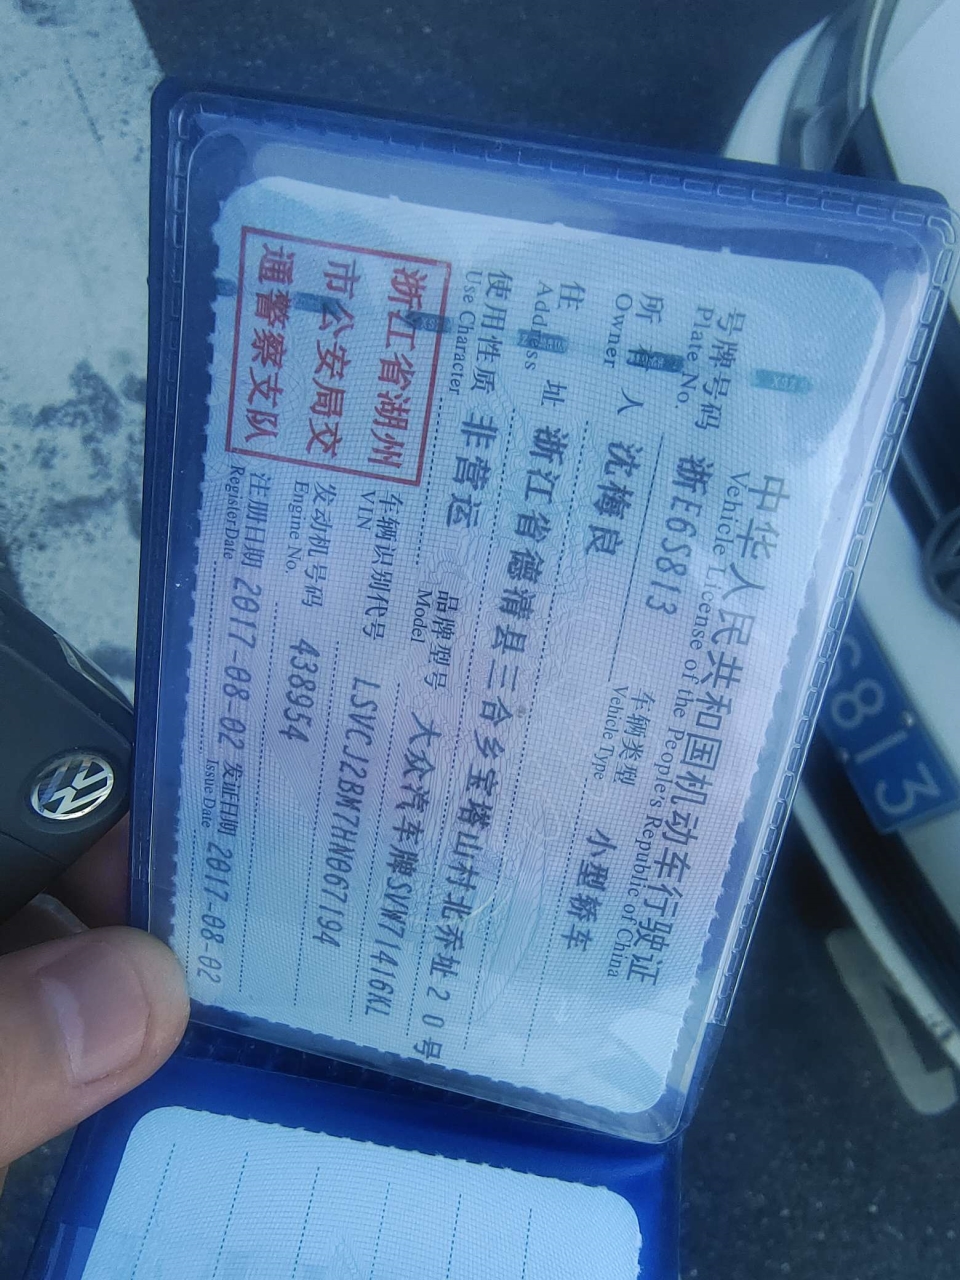 中华人民共和国机动车行驶证
Vehicle License of the People's Republic of China
号牌号码 浙E6S813 车辆类型 小型轿车
Plate No. Vehicle Type
所有人 沈梅良
Owner
住址 浙江省德清县三合乡宝塔山村北乔址20号
Address
使用性质 非营运 品牌型号 大众汽车牌SVW71416KL
Use Character Model
浙江省湖州
市公安局交
通警察支队
车辆识别代号 LSVCJ2BM7HN067194
VIN
发动机号码 438954
Engine No.
注册日期 2017-08-02 发证日期 2017-08-02
Register Date Issue Date
S813